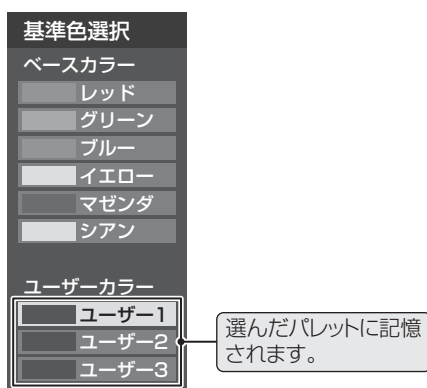 基準色選択
ベースカラー
レッド
グリーン
ブルー
イエロー
マゼンダ
シアン
ユーザーカラー
ユーザー1
ユーザー2
ユーザー3
選んだパレットに記憶
されます。